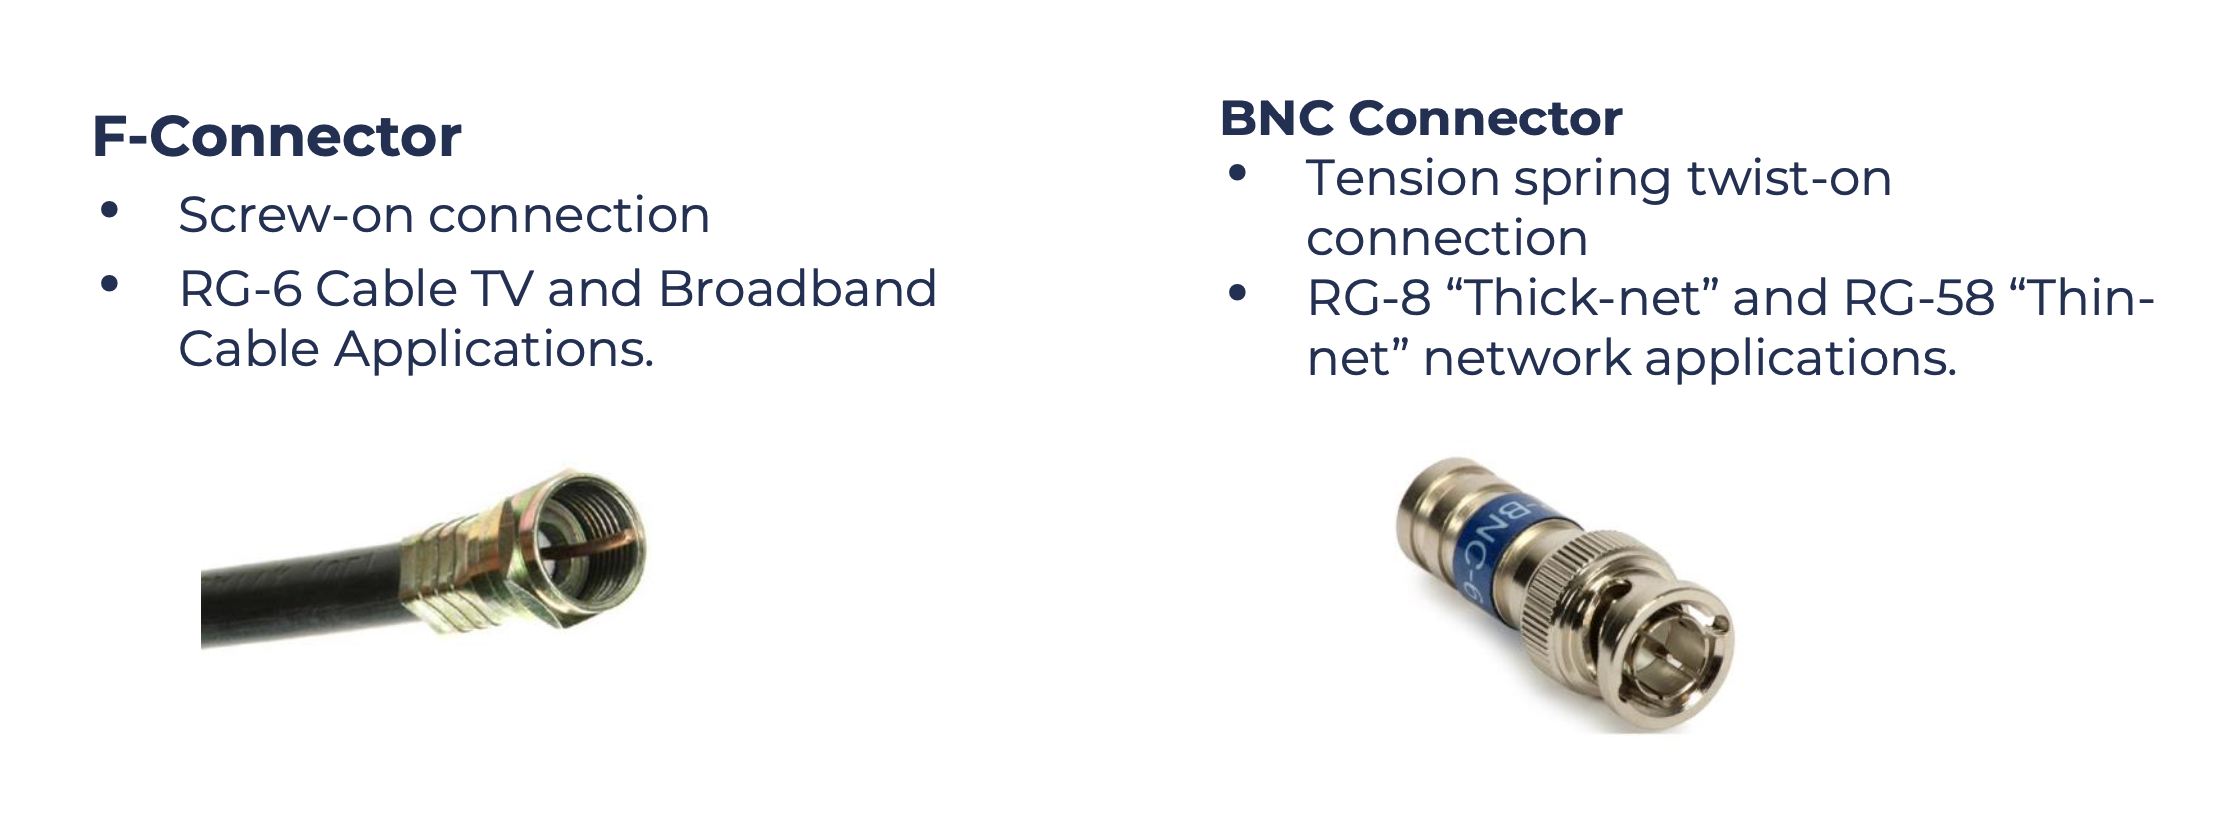 F-Connector
• Screw-on connection
• RG-6 Cable TV and Broadband
Cable Applications.
BNC Connector
• Tension spring twist-on
connection
• RG-8 “Thick-net” and RG-58 “Thin-
net” network applications.
-BNC-6